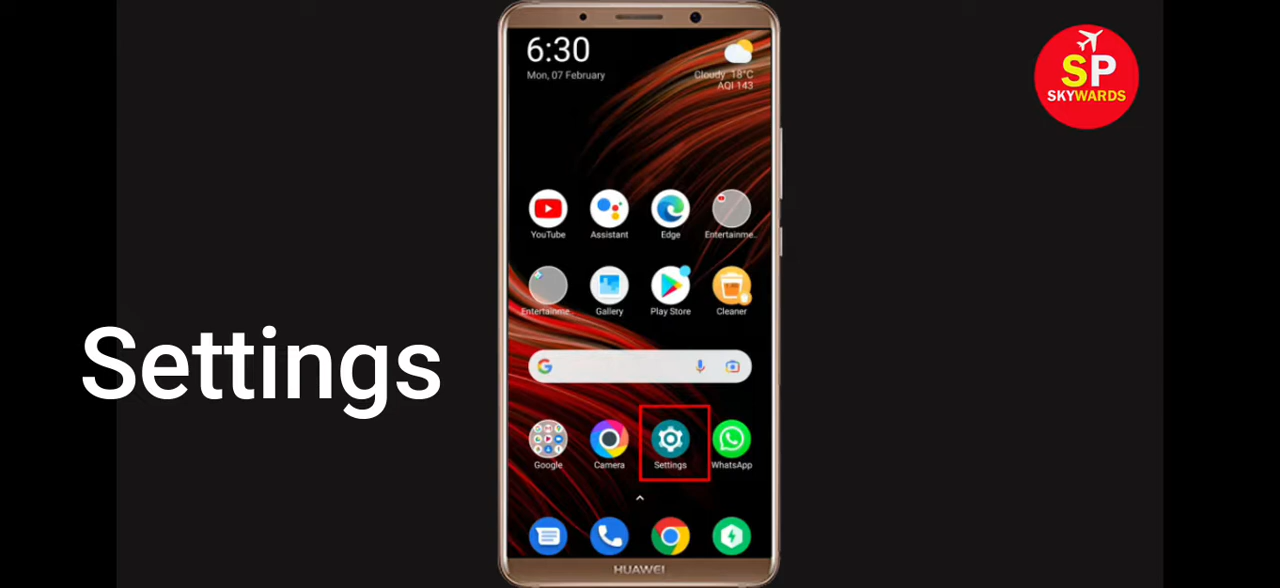 6:30
Mon, 07 February
Cloudy 18°C
AQI 143
SP
SKYWARDS
YouTube
Assistant
Edge
Entertainme..
Entertainme..
Gallery
Play Store
Cleaner
Settings
Google
Camera
Settings
WhatsApp
HUAWEI